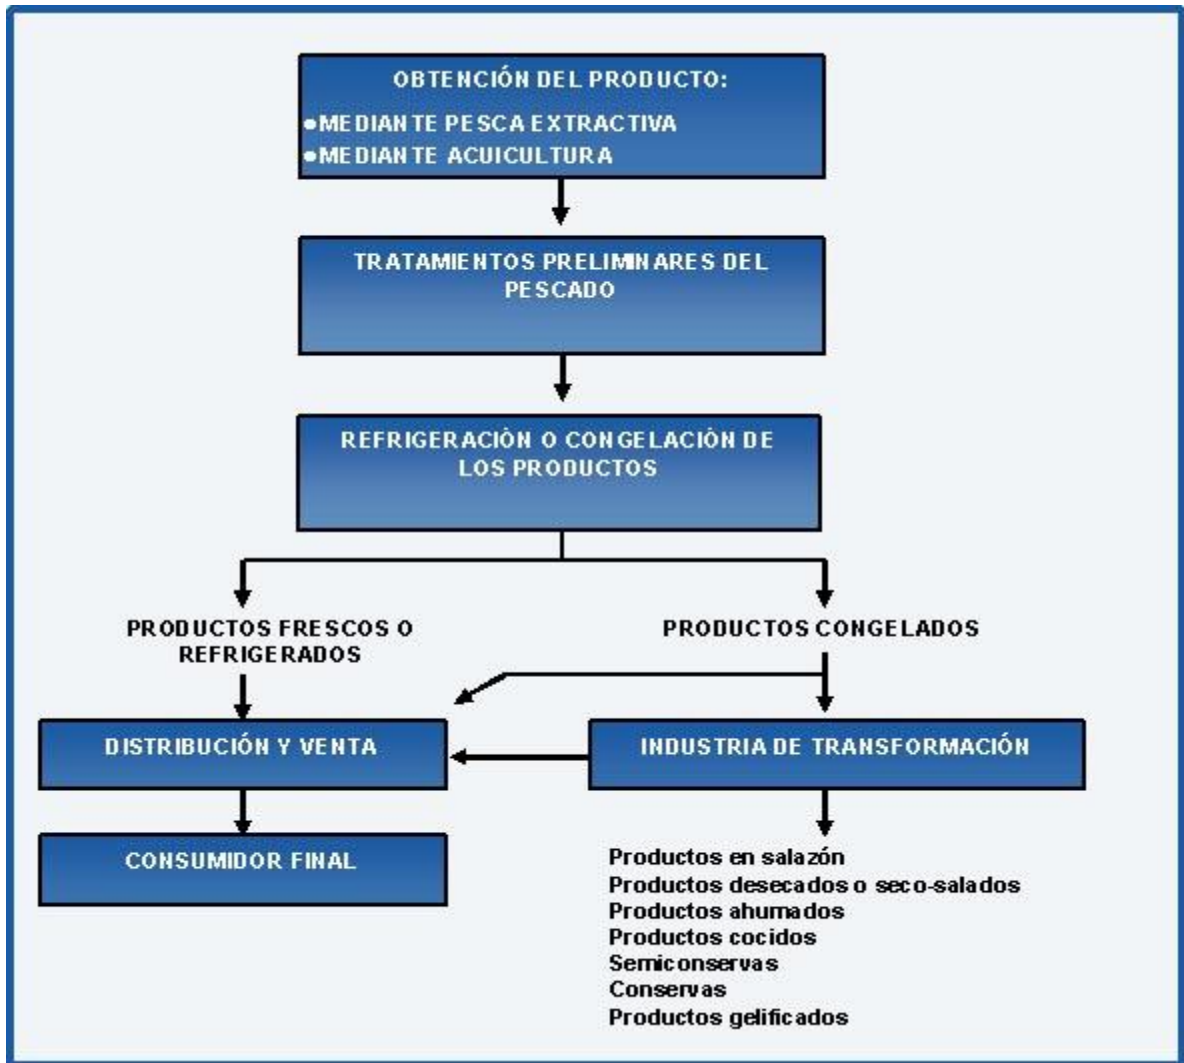 OBTENCIÓN DEL PRODUCTO:
●MEDIANTE PESCA EXTRACTIVA
●MEDIANTE ACUICULTURA
TRATAMIENTOS PRELIMINARES DEL
PESCADO
REFRIGERACIÓN O CONGELACIÓN DE
LOS PRODUCTOS
PRODUCTOS FRESCOS O
REFRIGERADOS
PRODUCTOS CONGELADOS
DISTRIBUCIÓN Y VENTA
INDUSTRIA DE TRANSFORMACIÓN
CONSUMIDOR FINAL
Productos en salazón
Productos desecados o seco-salados
Productos ahumados
Productos cocidos
Semiconservas
Conservas
Productos gelificados